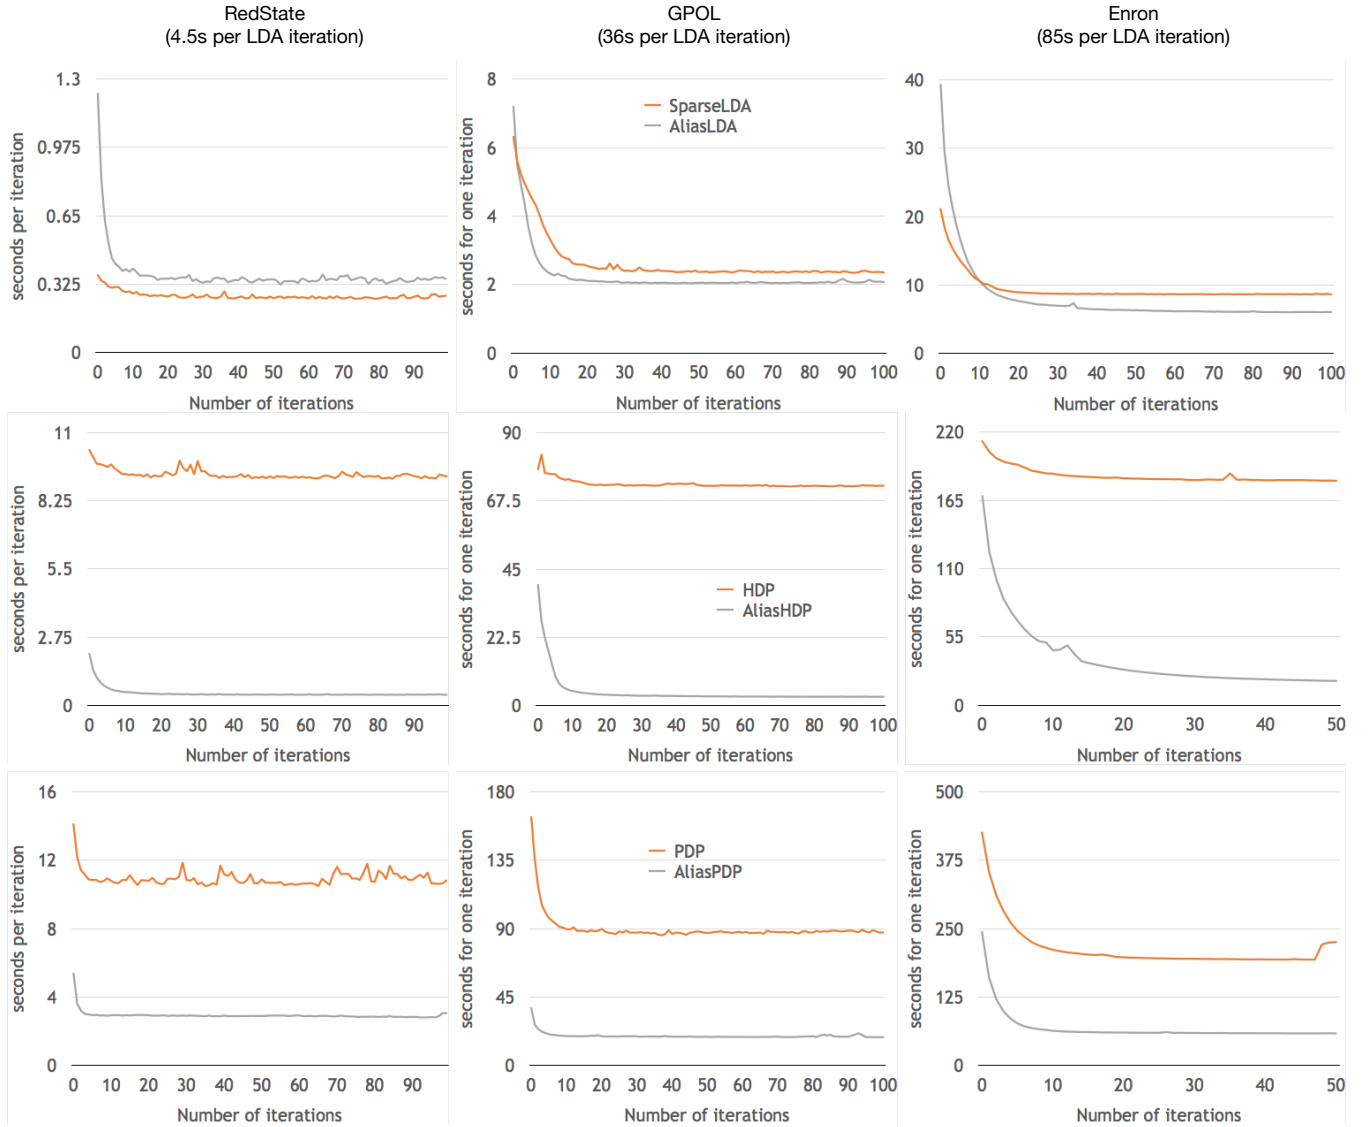 RedState
(4.5s per LDA iteration)
GPOL
(36s per LDA iteration)
Enron
(85s per LDA iteration)
seconds per iteration
1.3
0.975
0.65
0.325
0
0 10 20 30 40 50 60 70 80 90
Number of iterations
seconds for one iteration
8
6
4
2
0
SparseLDA
AliasLDA
0 10 20 30 40 50 60 70 80 90 100
Number of iterations
40
30
20
10
0
0 10 20 30 40 50 60 70 80 90 100
Number of iterations
seconds per iteration
11
8.25
5.5
2.75
0
0 10 20 30 40 50 60 70 80 90
Number of iterations
seconds for one iteration
90
67.5
45
22.5
0
HDP
AliasHDP
0 10 20 30 40 50 60 70 80 90 100
Number of iterations
seconds for one iteration
220
165
110
55
0
0 10 20 30 40 50
Number of iterations
seconds per iteration
16
12
8
4
0
0 10 20 30 40 50 60 70 80 90
Number of iterations
seconds for one iteration
180
135
90
45
0
PDP
AliasPDP
0 10 20 30 40 50 60 70 80 90 100
Number of iterations
seconds for one iteration
500
375
250
125
0
0 10 20 30 40 50
Number of iterations